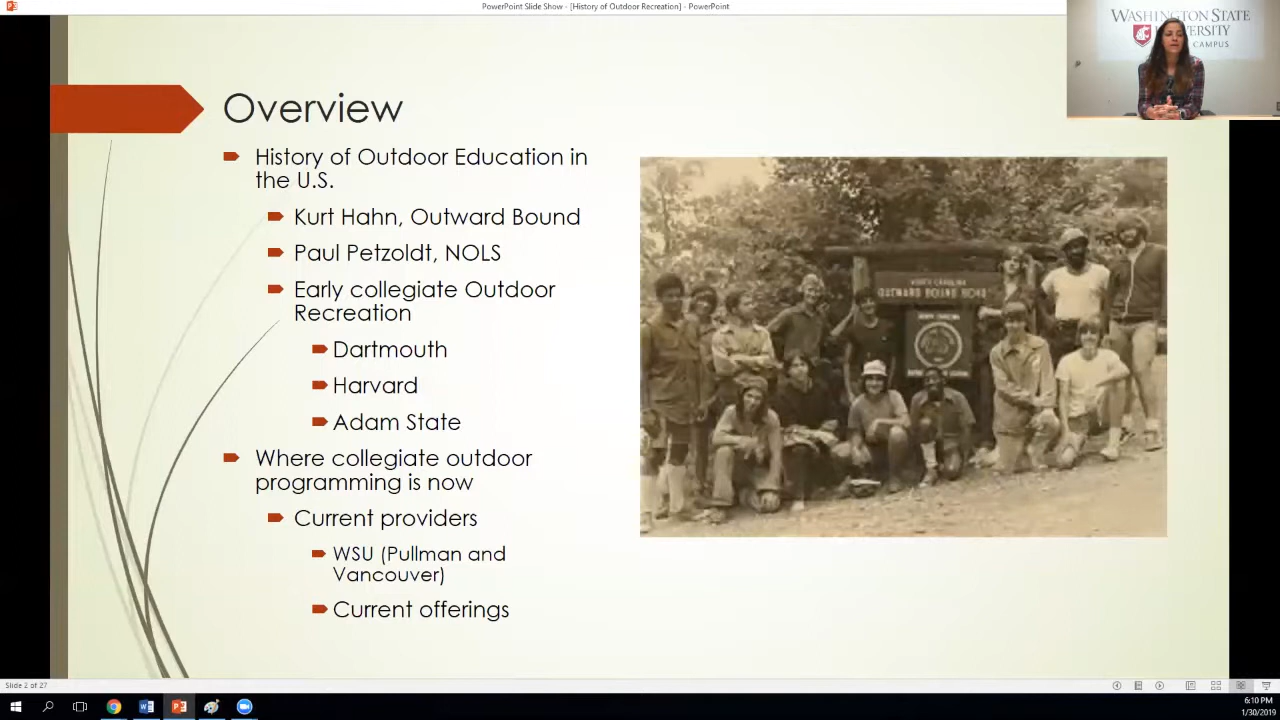 PowerPoint Slide Show - [History of Outdoor Recreation] - PowerPoint
WASHINGTON STATE
UNIVERSITY
CAMPUS
Overview
History of Outdoor Education in
the U.S.
Kurt Hahn, Outward Bound
Paul Petzoldt, NOLS
Early collegiate Outdoor
Recreation
Dartmouth
Harvard
Adam State
Where collegiate outdoor
programming is now
Current providers
WSU (Pullman and
Vancouver)
Current offerings
NORTH CAROLINA
OUTWARD BOUND
Slide 2 of 27
6:10 PM
1/30/2019